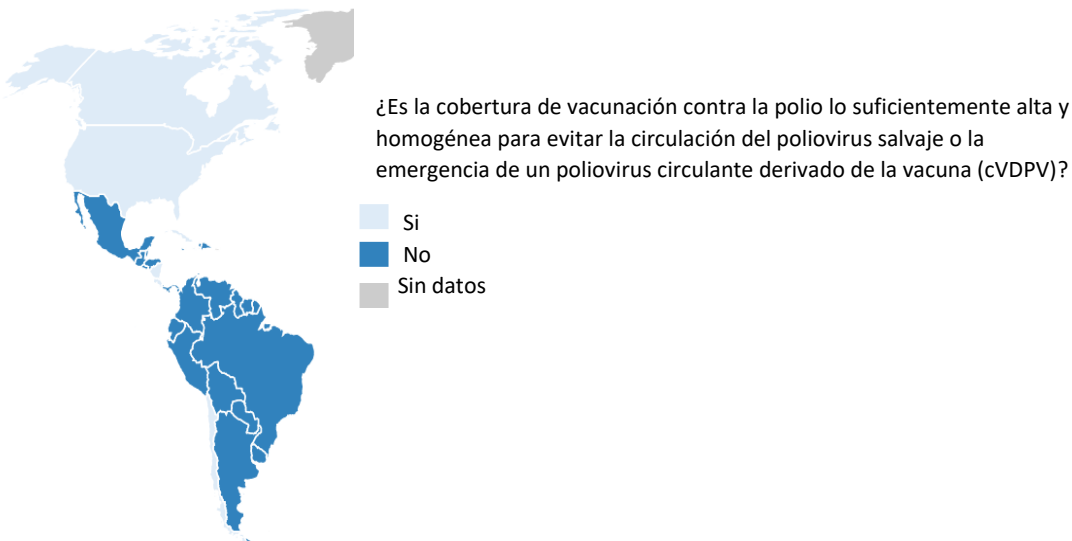 ¿Es la cobertura de vacunación contra la polio lo suficientemente alta y
homogénea para evitar la circulación del poliovirus salvaje o la
emergencia de un poliovirus circulante derivado de la vacuna (cVDPV)?
Si
No
Sin datos